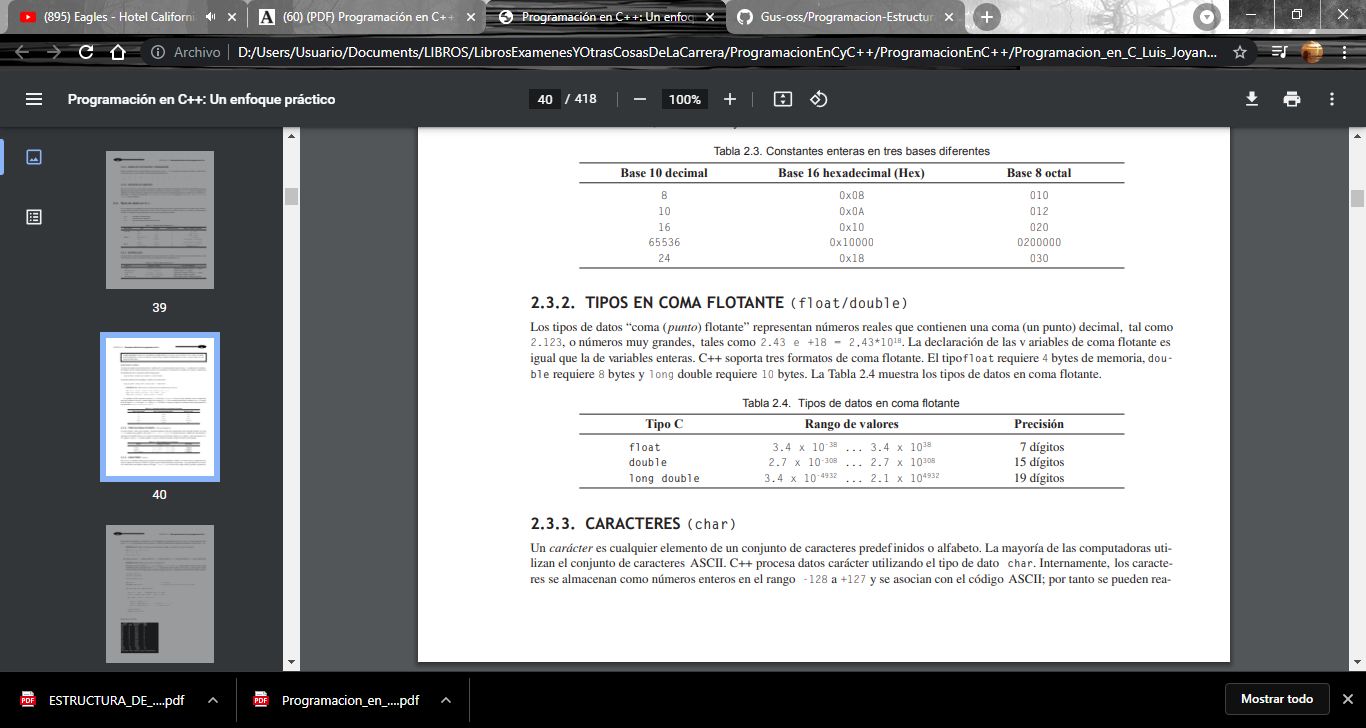 (895) Eagles - Hotel Californi
(60) (PDF) Programación en C++
Programación en C++: Un enfoq
Gus-oss/Programacion-Estructur
Archivo
D:/Users/Usuario/Documents/LIBROS/LibrosExamenesYOtrasCosasDeLaCarrera/ProgramacionEnCyC++/ProgramacionEnC++/Programacion_en_C_Luis_Joyan...
Programación en C++: Un enfoque práctico
40 / 418
100%
39
40
Tabla 2.3. Constantes enteras en tres bases diferentes
Base 10 decimal Base 16 hexadecimal (Hex) Base 8 octal
8 0x08 010
10 0x0A 012
16 0x10 020
65536 0x10000 0200000
24 0x18 030
2.3.2. TIPOS EN COMA FLOTANTE (float/double)
Los tipos de datos “coma (punto) flotante” representan números reales que contienen una coma (un punto) decimal, tal como
2.123, o números muy grandes, tales como 2.43 e +18 = 2.43*10¹⁸. La declaración de las v ariables de coma flotante es
igual que la de variables enteras. C++ soporta tres formatos de coma flotante. El tipo float requiere 4 bytes de memoria, dou-
ble requiere 8 bytes y long double requiere 10 bytes. La Tabla 2.4 muestra los tipos de datos en coma flotante.
Tabla 2.4. Tipos de datos en coma flotante
Tipo C Rango de valores Precisión
float 3.4 x 10⁻³⁸ ... 3.4 x 10³⁸ 7 dígitos
double 2.7 x 10⁻³⁰⁸ ... 2.7 x 10³⁰⁸ 15 dígitos
long double 3.4 x 10⁻⁴⁹³² ... 2.1 x 10⁴⁹³² 19 dígitos
2.3.3. CARACTERES (char)
Un carácter es cualquier elemento de un conjunto de caracteres predef inidos o alfabeto. La mayoría de las computadoras uti-
lizan el conjunto de caracteres ASCII. C++ procesa datos carácter utilizando el tipo de dato char. Internamente, los caracte-
res se almacenan como números enteros en el rango -128 a +127 y se asocian con el código ASCII; por tanto se pueden rea-
ESTRUCTURA_DE_....pdf
Programacion_en_....pdf
Mostrar todo